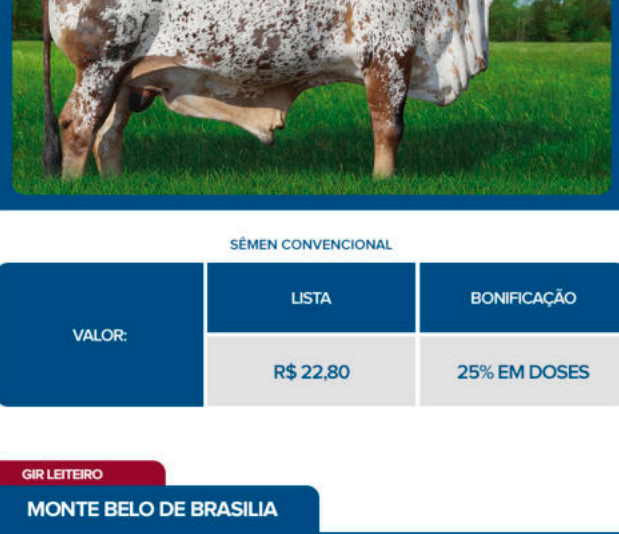 SÊMEN CONVENCIONAL
LISTA
BONIFICAÇÃO
VALOR:
R$ 22,80
25% EM DOSES
GIR LEITEIRO
MONTE BELO DE BRASILIA